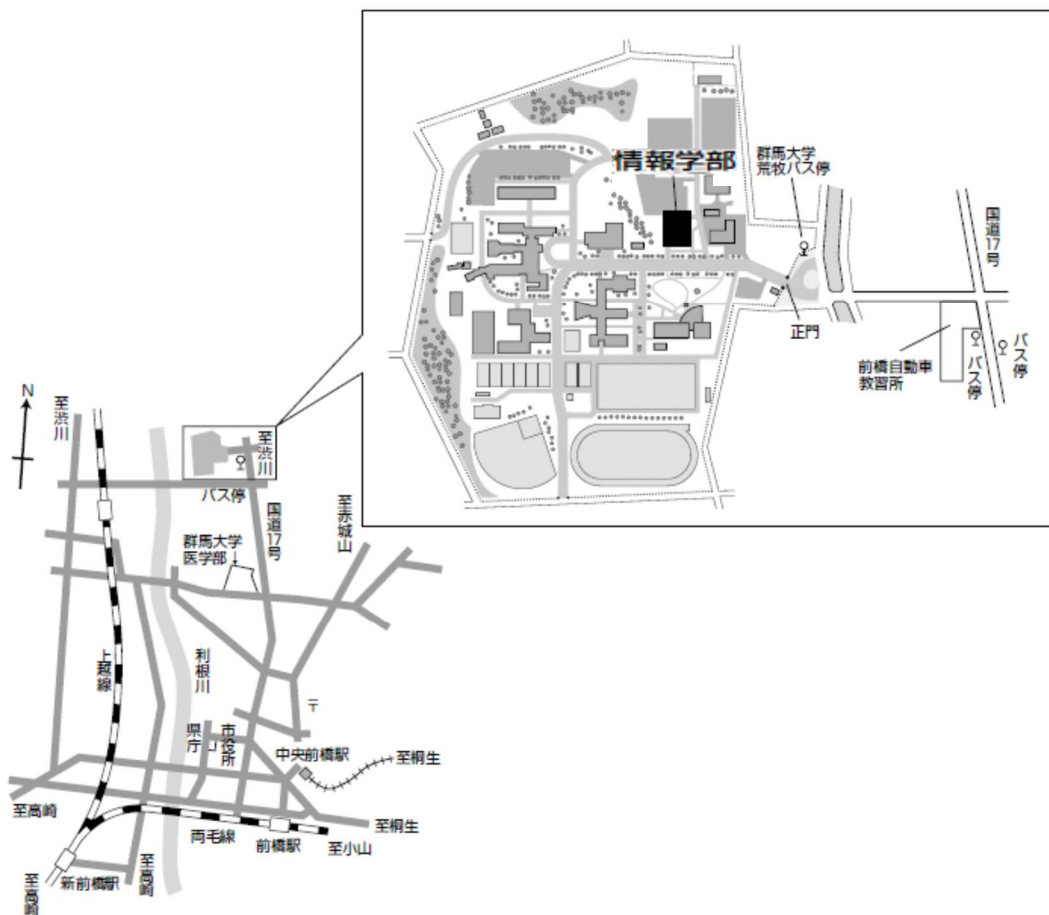 情報学部
群馬大学
荒牧バス停
国道17号
正門
前橋自動車
教習所
バス停
バス停
N
至渋川
至渋川
バス停
国道17号
至赤城山
群馬大学
医学部
上越線
利根川
〒
県庁
市役所
中央前橋駅
至桐生
至高崎
至桐生
両毛線
前橋駅
至小山
新前橋駅
至高崎
至高崎